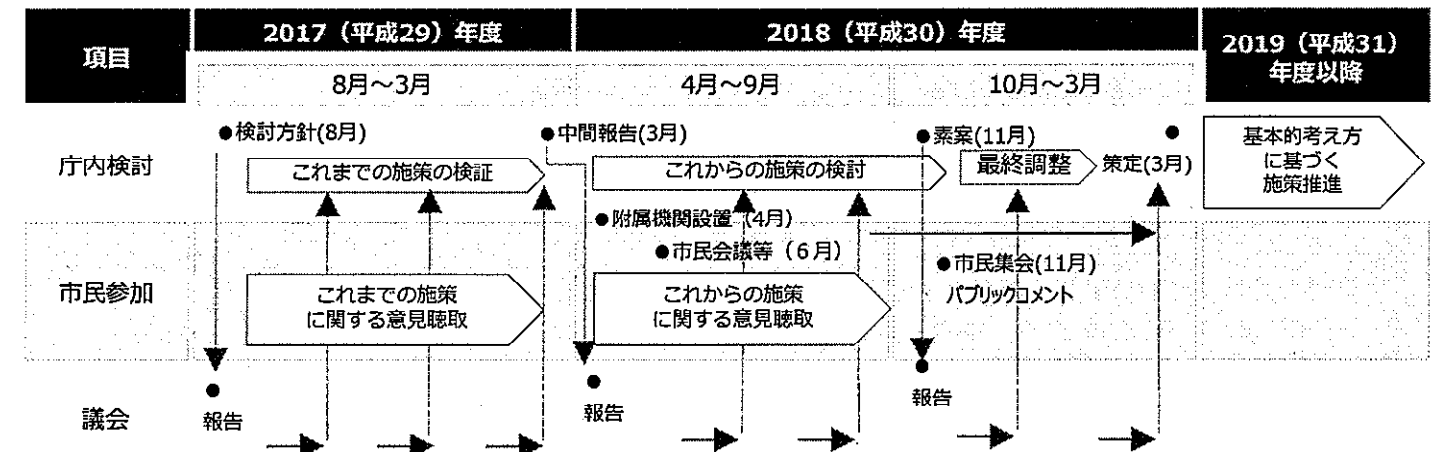 項目
2017（平成29）年度
2018（平成30）年度
2019（平成31）
年度以降
8月～3月
4月～9月
10月～3月
庁内検討
●検討方針(8月)
●中間報告(3月)
●素案(11月)
●
これまでの施策の検証
これからの施策の検討
最終調整
策定(3月)
基本的考え方
に基づく
施策推進
●附属機関設置（4月）
●市民会議等（６月）
市民参加
これまでの施策
に関する意見聴取
これからの施策
に関する意見聴取
●市民集会(11月)
パブリックコメント
議会
●
報告
●
報告
●
報告